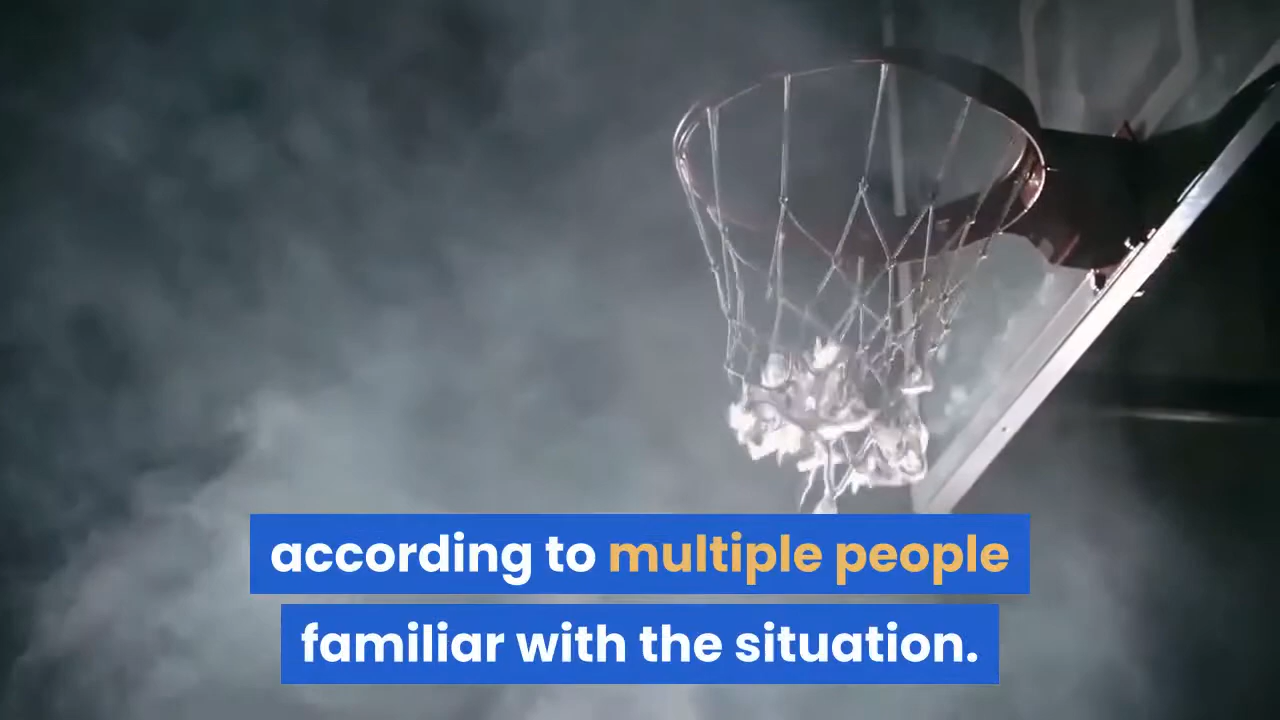 according to multiple people
familiar with the situation.